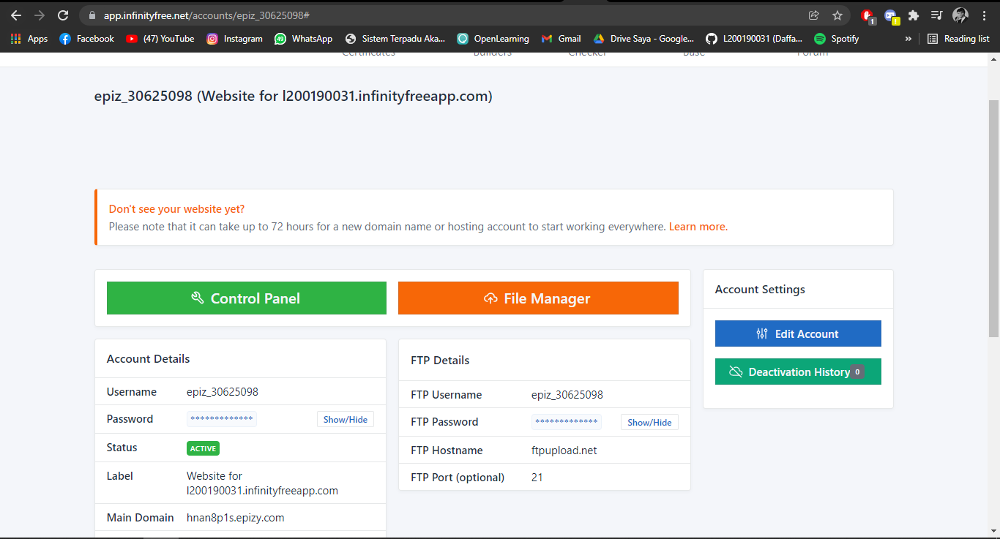 app.infinityfree.net/accounts/epiz_30625098#
1
!
Apps
Facebook
(47) YouTube
Instagram
49
WhatsApp
Sistem Terpadu Aka...
OpenLearning
Gmail
Drive Saya - Google...
L200190031 (Daffa...
Spotify
»
Reading list
Certificates
Builders
Checker
Base
Forum
epiz_30625098 (Website for l200190031.infinityfreeapp.com)
Don't see your website yet?
Please note that it can take up to 72 hours for a new domain name or hosting account to start working everywhere. Learn more.
Control Panel
File Manager
Account Settings
Edit Account
Deactivation History 0
Account Details
Username epiz_30625098
Password ************* Show/Hide
Status ACTIVE
Label Website for
l200190031.infinityfreeapp.com
Main Domain hnan8p1s.epizy.com
FTP Details
FTP Username epiz_30625098
FTP Password ************* Show/Hide
FTP Hostname ftpupload.net
FTP Port (optional) 21